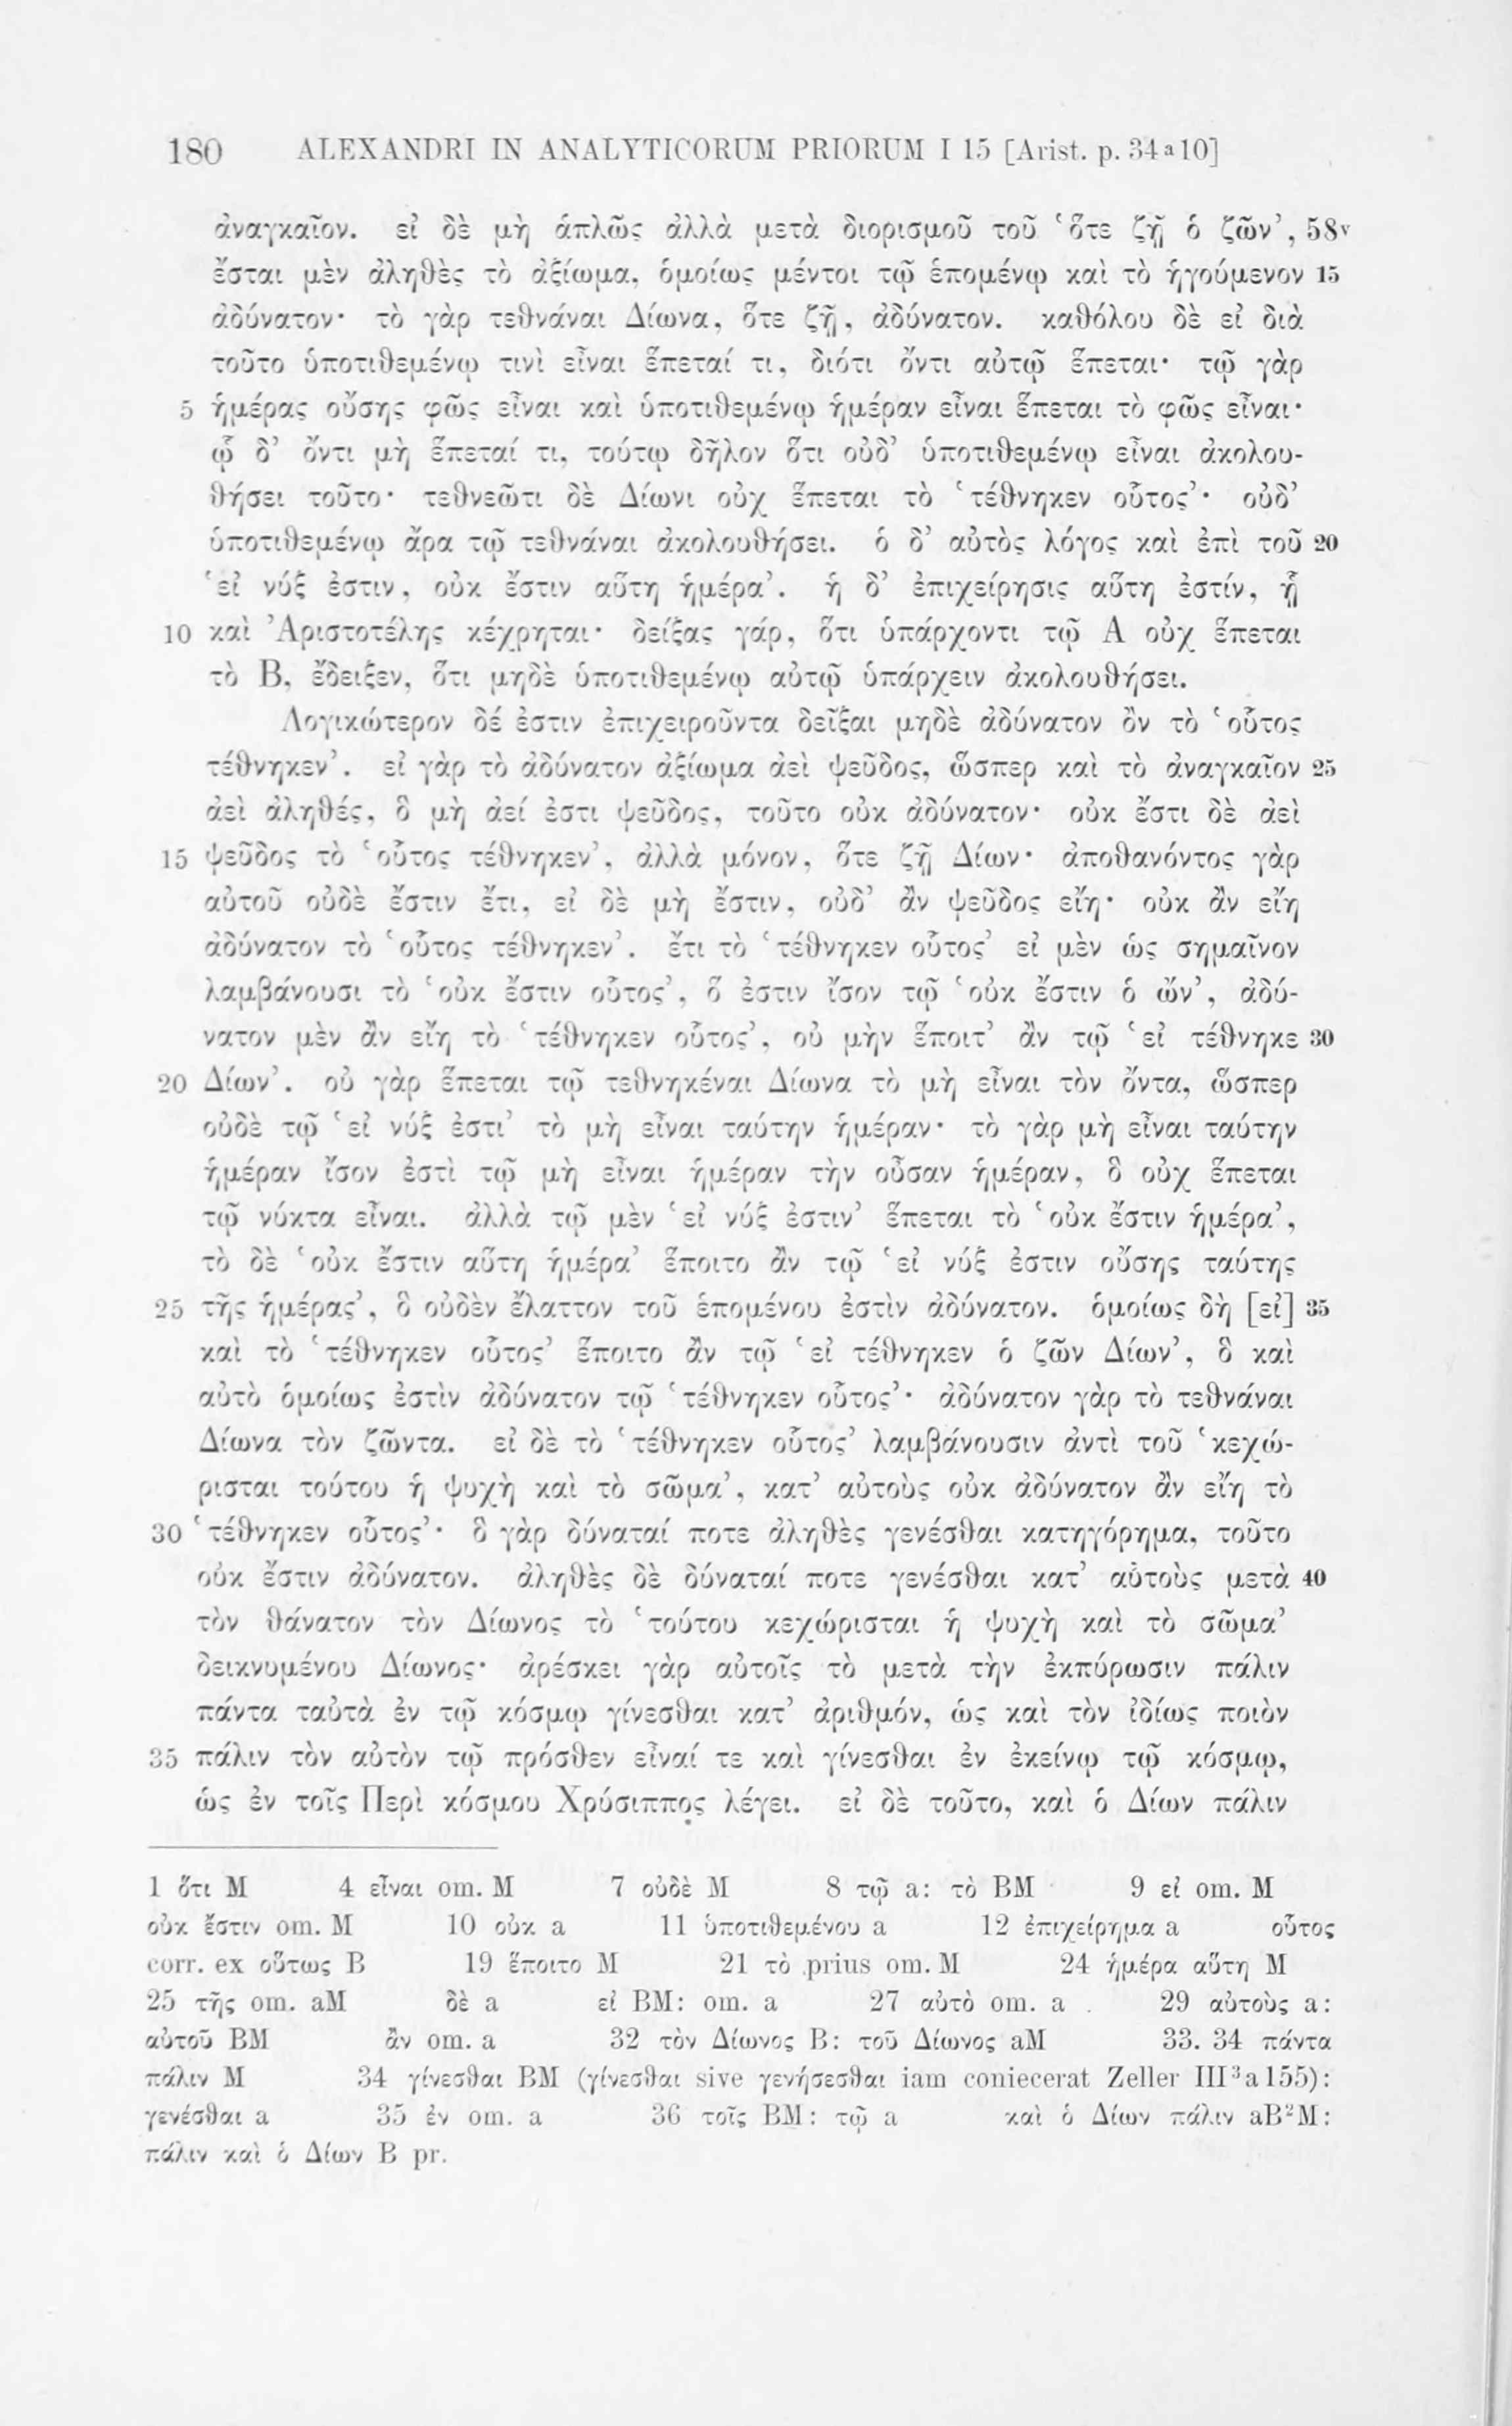 180 ALEXANDRI IN ANALYTICORUM PRIORUM I 15 [Arist. p. 34a10]
ἀναγκαῖον. εἰ δὲ μὴ ἁπλῶς ἀλλὰ μετὰ διορισμοῦ τοῦ ‘ὅτε ζῇ ὁ ζῶν’, 58v
ἔσται μὲν ἀληθὲς τὸ ἀξίωμα, ὁμοίως μέντοι τῷ ἑπομένῳ καὶ τὸ ἡγούμενον 15
ἀδύνατον· τὸ γὰρ τεθνάναι Δίωνα, ὅτε ζῇ, ἀδύνατον. καθόλου δὲ εἰ διὰ
τοῦτο ὑποτιθεμένῳ τινὶ εἶναι ἕπεταί τι, διότι ὄντι αὐτῷ ἕπεται· τῷ γὰρ
5 ἡμέρας οὔσης φῶς εἶναι καὶ ὑποτιθεμένῳ ἡμέραν εἶναι ἕπεται τὸ φῶς εἶναι·
ᾧ δ’ ὄντι μὴ ἕπεταί τι, τούτῳ δῆλον ὅτι οὐδ’ ὑποτιθεμένῳ εἶναι ἀκολου-
θήσει τοῦτο· τεθνεῶτι δὲ Δίωνι οὐχ ἕπεται τὸ ‘τέθνηκεν οὗτος’· οὐδ’
ὑποτιθεμένῳ ἄρα τῷ τεθνάναι ἀκολουθήσει. ὁ δ’ αὐτὸς λόγος καὶ ἐπὶ τοῦ 20
‘εἰ νύξ ἐστιν, οὐκ ἔστιν αὕτη ἡμέρα’. ἡ δ’ ἐπιχείρησις αὕτη ἐστίν, ᾗ
10 καὶ Ἀριστοτέλης κέχρηται· δείξας γάρ, ὅτι ὑπάρχοντι τῷ Α οὐχ ἕπεται
τὸ Β, ἔδειξεν, ὅτι μηδὲ ὑποτιθεμένῳ αὐτῷ ὑπάρχειν ἀκολουθήσει.
Λογικώτερον δέ ἐστιν ἐπιχειροῦντα δεῖξαι μηδὲ ἀδύνατον ὂν τὸ ‘οὗτος
τέθνηκεν’. εἰ γὰρ τὸ ἀδύνατον ἀξίωμα ἀεὶ ψεῦδος, ὥσπερ καὶ τὸ ἀναγκαῖον 25
ἀεὶ ἀληθές, ὃ μὴ ἀεί ἐστι ψεῦδος, τοῦτο οὐκ ἀδύνατον· οὐκ ἔστι δὲ ἀεὶ
15 ψεῦδος τὸ ‘οὗτος τέθνηκεν’, ἀλλὰ μόνον, ὅτε ζῇ Δίων· ἀποθανόντος γὰρ
αὐτοῦ οὐδὲ ἔστιν ἔτι, εἰ δὲ μὴ ἔστιν, οὐδ’ ἂν ψεῦδος εἴη· οὐκ ἂν εἴη
ἀδύνατον τὸ ‘οὗτος τέθνηκεν’. ἔτι τὸ ‘τέθνηκεν οὗτος’ εἰ μὲν ὡς σημαῖνον
λαμβάνουσι τὸ ‘οὐκ ἔστιν οὗτος’, ὅ ἐστιν ἴσον τῷ ‘οὐκ ἔστιν ὁ ὤν’, ἀδύ-
νατον μὲν ἂν εἴη τὸ ‘τέθνηκεν οὗτος’, οὐ μὴν ἕποιτ’ ἂν τῷ ‘εἰ τέθνηκε 30
20 Δίων’. οὐ γὰρ ἕπεται τῷ τεθνηκέναι Δίωνα τὸ μὴ εἶναι τὸν ὄντα, ὥσπερ
οὐδὲ τῷ ‘εἰ νύξ ἐστι’ τὸ μὴ εἶναι ταύτην ἡμέραν· τὸ γὰρ μὴ εἶναι ταύτην
ἡμέραν ἴσον ἐστὶ τῷ μὴ εἶναι ἡμέραν τὴν οὖσαν ἡμέραν, ὃ οὐχ ἕπεται
τῷ νύκτα εἶναι. ἀλλὰ τῷ μὲν ‘εἰ νύξ ἐστιν’ ἕπεται τὸ ‘οὐκ ἔστιν ἡμέρα’,
τὸ δὲ ‘οὐκ ἔστιν αὕτη ἡμέρα’ ἕποιτο ἂν τῷ ‘εἰ νύξ ἐστιν οὔσης ταύτης
25 τῆς ἡμέρας’, ὃ οὐδὲν ἔλαττον τοῦ ἑπομένου ἐστὶν ἀδύνατον. ὁμοίως δὴ [εἰ] 35
καὶ τὸ ‘τέθνηκεν οὗτος’ ἕποιτο ἂν τῷ ‘εἰ τέθνηκεν ὁ ζῶν Δίων’, ὃ καὶ
αὐτὸ ὁμοίως ἐστὶν ἀδύνατον τῷ ‘τέθνηκεν οὗτος’· ἀδύνατον γὰρ τὸ τεθνάναι
Δίωνα τὸν ζῶντα. εἰ δὲ τὸ ‘τέθνηκεν οὗτος’ λαμβάνουσιν ἀντὶ τοῦ ‘κεχώ-
ρισται τούτου ἡ ψυχὴ καὶ τὸ σῶμα’, κατ’ αὐτοὺς οὐκ ἀδύνατον ἂν εἴη τὸ
30 ‘τέθνηκεν οὗτος’· ὃ γὰρ δύναταί ποτε ἀληθὲς γενέσθαι κατηγόρημα, τοῦτο
οὐκ ἔστιν ἀδύνατον. ἀληθὲς δὲ δύναταί ποτε γενέσθαι κατ’ αὐτοὺς μετὰ 40
τὸν θάνατον τὸν Δίωνος τὸ ‘τούτου κεχώρισται ἡ ψυχὴ καὶ τὸ σῶμα’
δεικνυμένου Δίωνος· ἀρέσκει γὰρ αὐτοῖς τὸ μετὰ τὴν ἐκπύρωσιν πάλιν
πάντα ταὐτὰ ἐν τῷ κόσμῳ γίνεσθαι κατ’ ἀριθμόν, ὡς καὶ τὸν ἰδίως ποιὸν
35 πάλιν τὸν αὐτὸν τῷ πρόσθεν εἶναί τε καὶ γίνεσθαι ἐν ἐκείνῳ τῷ κόσμῳ,
ὡς ἐν τοῖς Περὶ κόσμου Χρύσιππος λέγει. εἰ δὲ τοῦτο, καὶ ὁ Δίων πάλιν
1 ὅτι M 4 εἶναι om. M 7 οὐδὲ M 8 τῷ a: τὸ BM 9 εἰ om. M
οὐκ ἔστιν om. M 10 οὐκ a 11 ὑποτιθεμένου a 12 ἐπιχείρημα a οὗτος
corr. ex οὕτως B 19 ἕποιτο M 21 τὸ prius om. M 24 ἡμέρα αὕτη M
25 τῆς om. aM δὲ a εἰ BM: om. a 27 αὐτὸ om. a 29 αὐτοὺς a:
αὐτοῦ BM ἂν om. a 32 τὸν Δίωνος B: τοῦ Δίωνος aM 33. 34 πάντα
πάλιν M 34 γίνεσθαι BM (γίνεσθαι sive γενήσεσθαι iam coniecerat Zeller III³a155):
γενέσθαι a 35 ἐν om. a 36 τοῖς BM: τῷ a καὶ ὁ Δίων πάλιν aB²M:
πάλιν καὶ ὁ Δίων B pr.